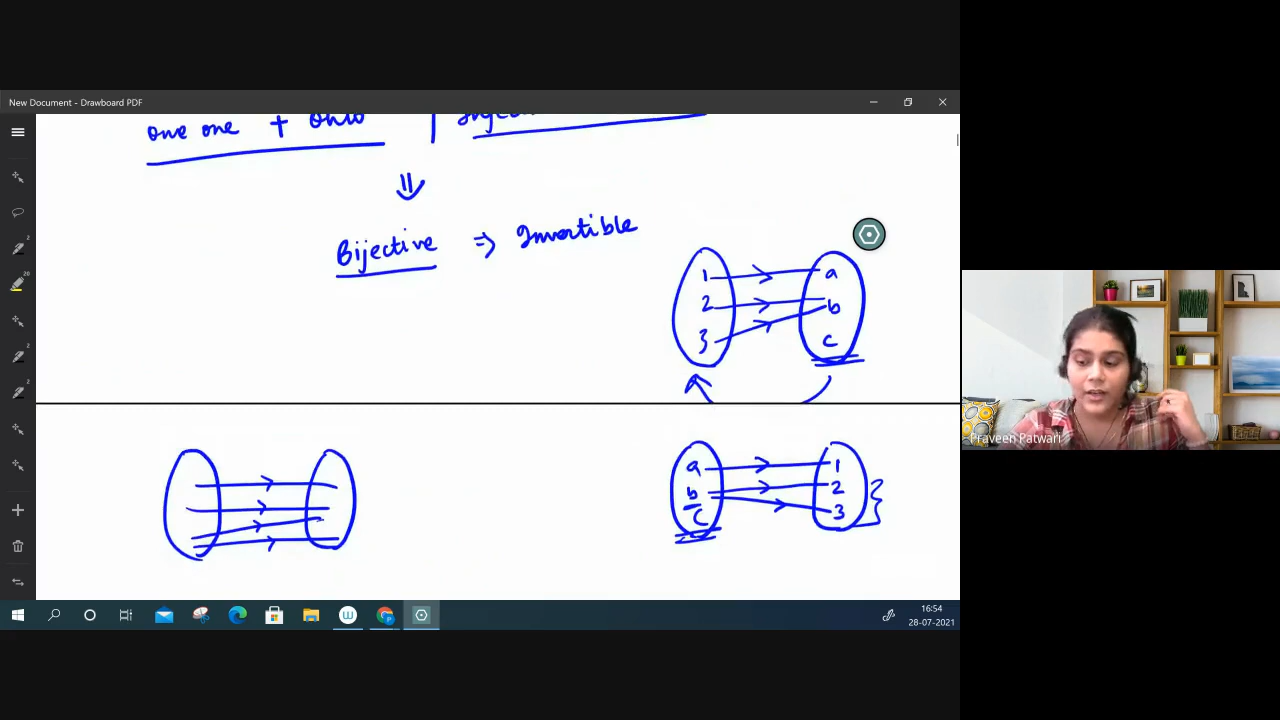 New Document - Drawboard PDF
one one + onto
Bijective ⇒ Invertible
1 a
2 b
3 c
a 1
b 2
c 3
Praveen Patwari
16:54
28-07-2021